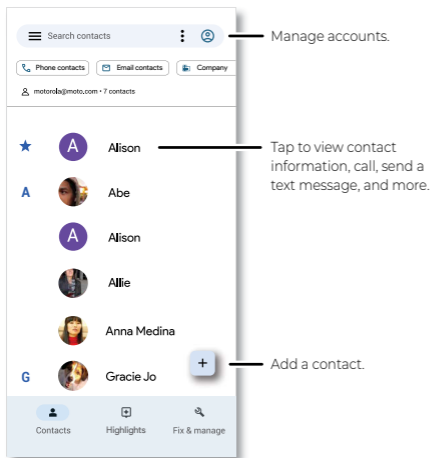 Search contacts
Manage accounts.
Phone contacts Email contacts Company
motorola@moto.com • 7 contacts
A Alison
Tap to view contact
information, call, send a
text message, and more.
A Abe
A Alison
Allie
Anna Medina
+
Add a contact.
G Gracie Jo
Contacts Highlights Fix & manage